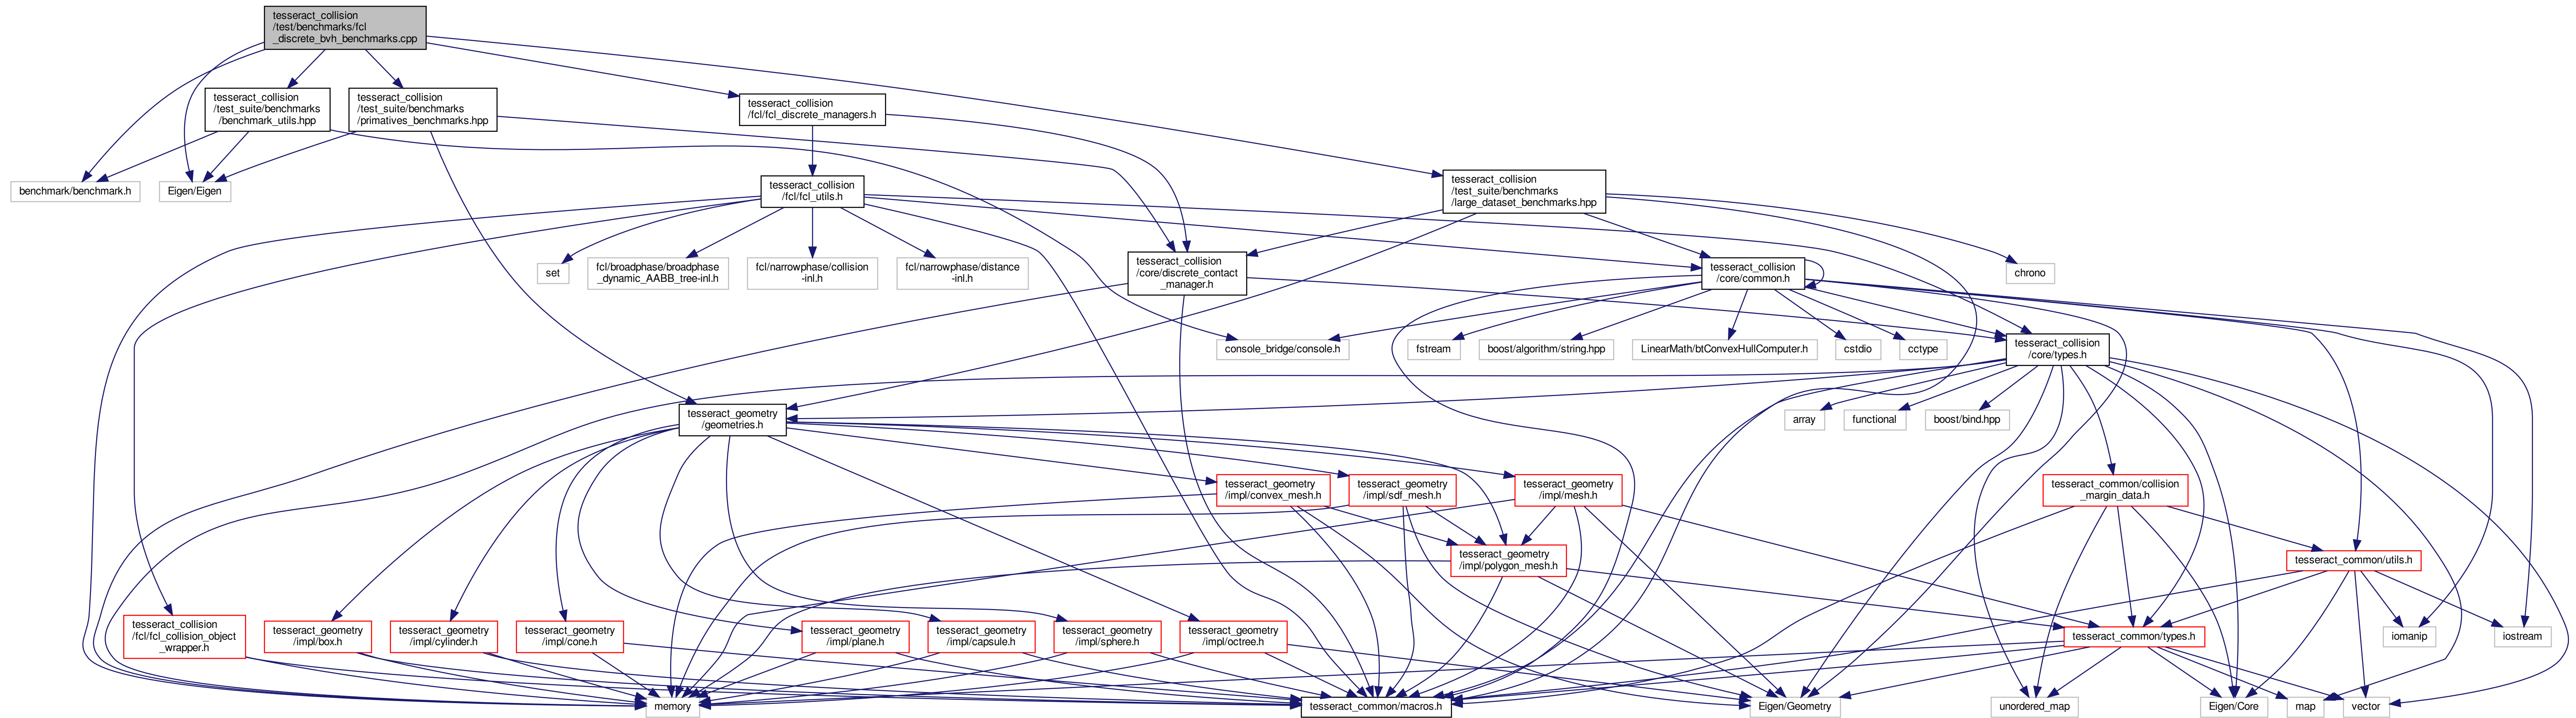 tesseract_collision
/test/benchmarks/fcl
_discrete_bvh_benchmarks.cpp
tesseract_collision
/test_suite/benchmarks
/benchmark_utils.hpp
tesseract_collision
/test_suite/benchmarks
/primatives_benchmarks.hpp
tesseract_collision
/fcl/fcl_discrete_managers.h
benchmark/benchmark.h
Eigen/Eigen
tesseract_collision
/fcl/fcl_utils.h
tesseract_collision
/test_suite/benchmarks
/large_dataset_benchmarks.hpp
set
fcl/broadphase/broadphase
_dynamic_AABB_tree-inl.h
fcl/narrowphase/collision
-inl.h
fcl/narrowphase/distance
-inl.h
tesseract_collision
/core/discrete_contact
_manager.h
tesseract_collision
/core/common.h
chrono
console_bridge/console.h
fstream
boost/algorithm/string.hpp
LinearMath/btConvexHullComputer.h
cstdio
cctype
tesseract_collision
/core/types.h
tesseract_geometry
/geometries.h
array
functional
boost/bind.hpp
tesseract_geometry
/impl/convex_mesh.h
tesseract_geometry
/impl/sdf_mesh.h
tesseract_geometry
/impl/mesh.h
tesseract_common/collision
_margin_data.h
tesseract_geometry
/impl/polygon_mesh.h
tesseract_common/utils.h
tesseract_collision
/fcl/fcl_collision_object
_wrapper.h
tesseract_geometry
/impl/box.h
tesseract_geometry
/impl/cylinder.h
tesseract_geometry
/impl/cone.h
tesseract_geometry
/impl/plane.h
tesseract_geometry
/impl/capsule.h
tesseract_geometry
/impl/sphere.h
tesseract_geometry
/impl/octree.h
tesseract_common/types.h
iomanip
iostream
memory
tesseract_common/macros.h
Eigen/Geometry
unordered_map
Eigen/Core
map
vector